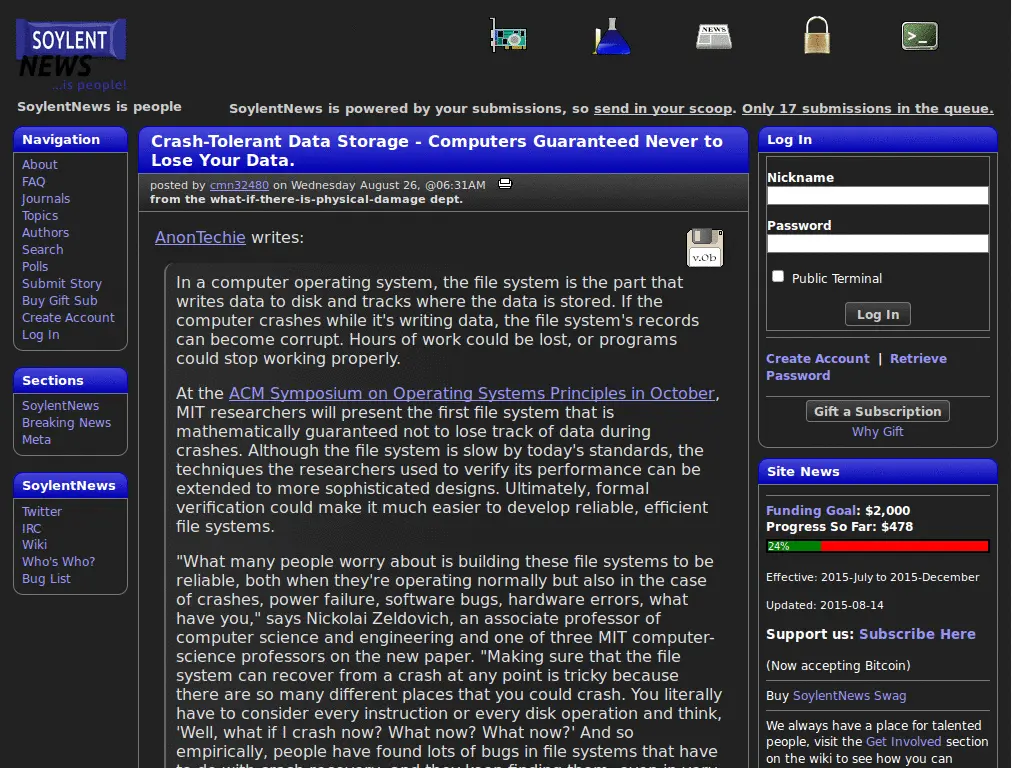 SOYLENT
NEWS
...is people!
NEWS
>_
SoylentNews is people
SoylentNews is powered by your submissions, so send in your scoop. Only 17 submissions in the queue.
Navigation
About
FAQ
Journals
Topics
Authors
Search
Polls
Submit Story
Buy Gift Sub
Create Account
Log In
Sections
SoylentNews
Breaking News
Meta
SoylentNews
Twitter
IRC
Wiki
Who's Who?
Bug List
Crash-Tolerant Data Storage - Computers Guaranteed Never to
Lose Your Data.
posted by cmn32480 on Wednesday August 26, @06:31AM
from the what-if-there-is-physical-damage dept.
AnonTechie writes:
v.0b
In a computer operating system, the file system is the part that
writes data to disk and tracks where the data is stored. If the
computer crashes while it's writing data, the file system's records
can become corrupt. Hours of work could be lost, or programs
could stop working properly.
At the ACM Symposium on Operating Systems Principles in October,
MIT researchers will present the first file system that is
mathematically guaranteed not to lose track of data during
crashes. Although the file system is slow by today's standards, the
techniques the researchers used to verify its performance can be
extended to more sophisticated designs. Ultimately, formal
verification could make it much easier to develop reliable, efficient
file systems.
"What many people worry about is building these file systems to be
reliable, both when they're operating normally but also in the case
of crashes, power failure, software bugs, hardware errors, what
have you," says Nickolai Zeldovich, an associate professor of
computer science and engineering and one of three MIT computer-
science professors on the new paper. "Making sure that the file
system can recover from a crash at any point is tricky because
there are so many different places that you could crash. You literally
have to consider every instruction or every disk operation and think,
'Well, what if I crash now? What now? What now?' And so
empirically, people have found lots of bugs in file systems that have
to do with crash recovery, and they keep finding them, even in very
Log In
Nickname
Password
Public Terminal
Log In
Create Account | Retrieve
Password
Gift a Subscription
Why Gift
Site News
Funding Goal: $2,000
Progress So Far: $478
24%
Effective: 2015-July to 2015-December
Updated: 2015-08-14
Support us: Subscribe Here
(Now accepting Bitcoin)
Buy SoylentNews Swag
We always have a place for talented
people, visit the Get Involved section
on the wiki to see how you can